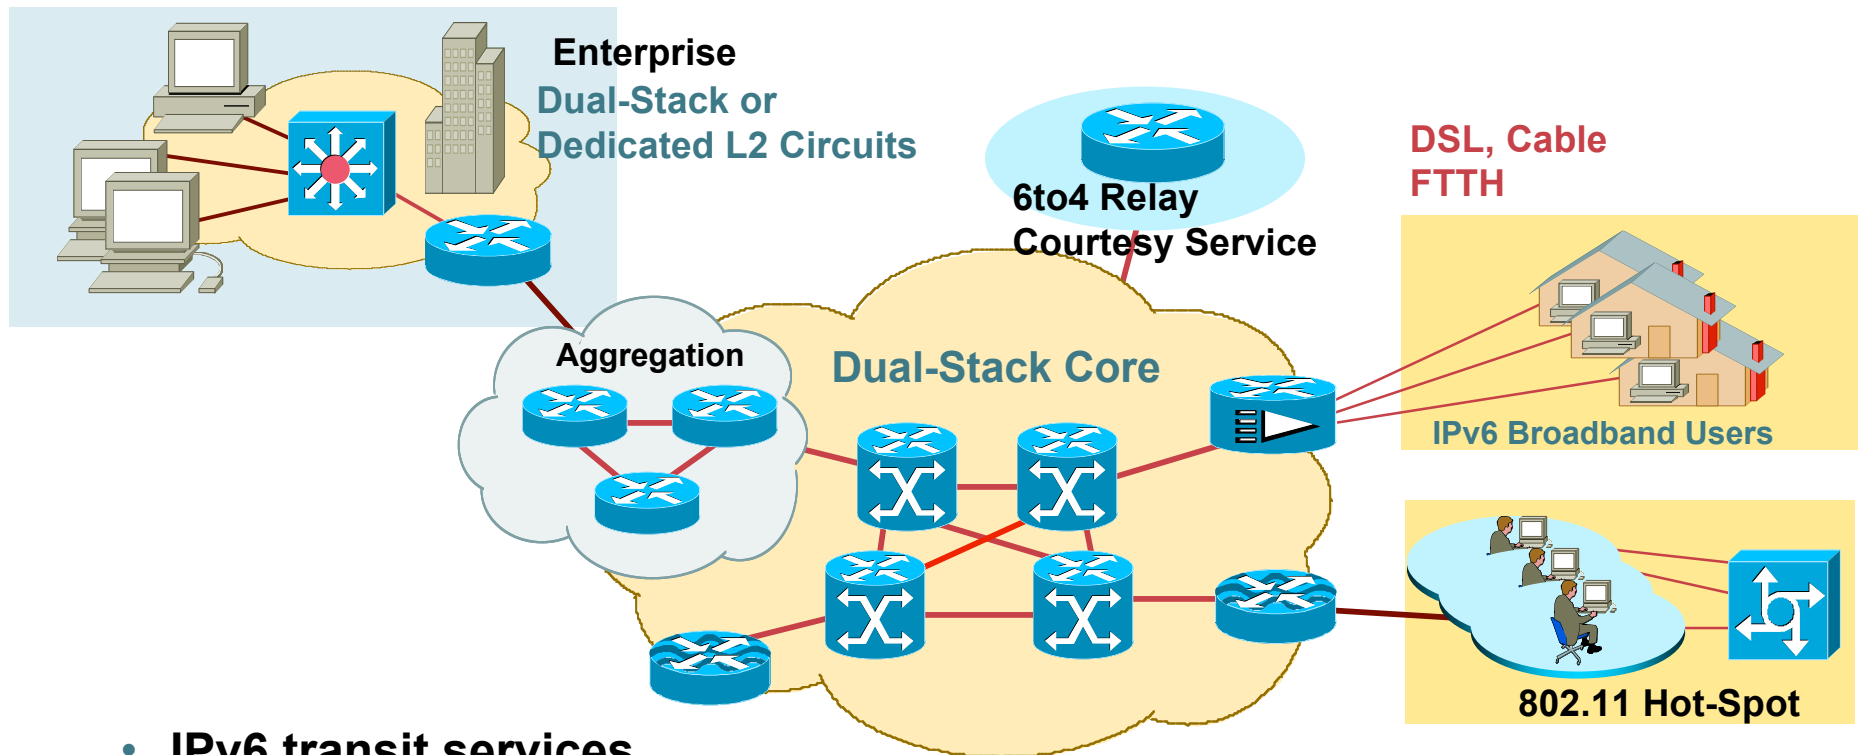 Enterprise
Dual-Stack or
Dedicated L2 Circuits
6to4 Relay
Courtesy Service
DSL, Cable
FTTH
Aggregation
Dual-Stack Core
IPv6 Broadband Users
802.11 Hot-Spot
• IPv6 transit services